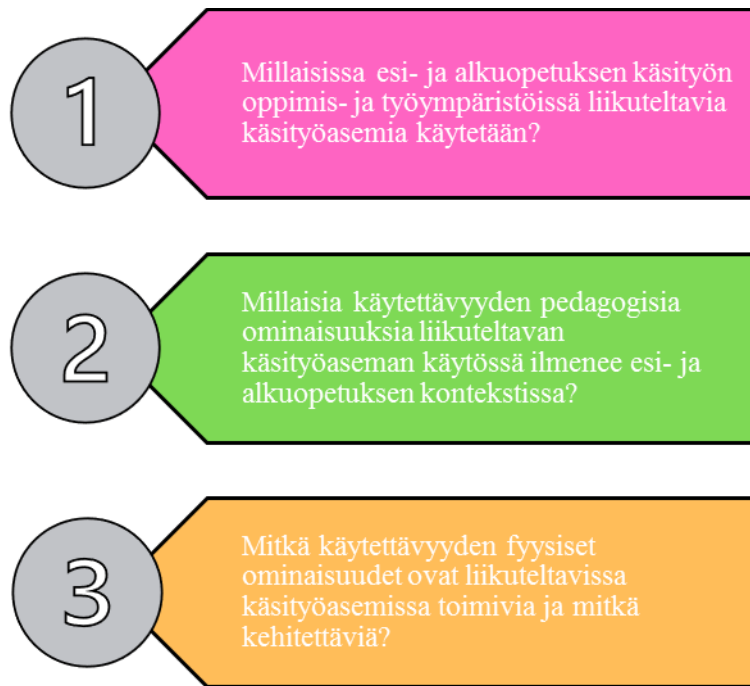 1
Millaisissa esi- ja alkuopetuksen käsityön
oppimis- ja työympäristöissä liikuteltavia
käsityöasemia käytetään?
2
Millaisia käytettävyyden pedagogisia
ominaisuuksia liikuteltavan
käsityöaseman käytössä ilmenee esi- ja
alkuopetuksen kontekstissa?
3
Mitkä käytettävyyden fyysiset
ominaisuudet ovat liikuteltavissa
käsityöasemissa toimivia ja mitkä
kehitettäviä?